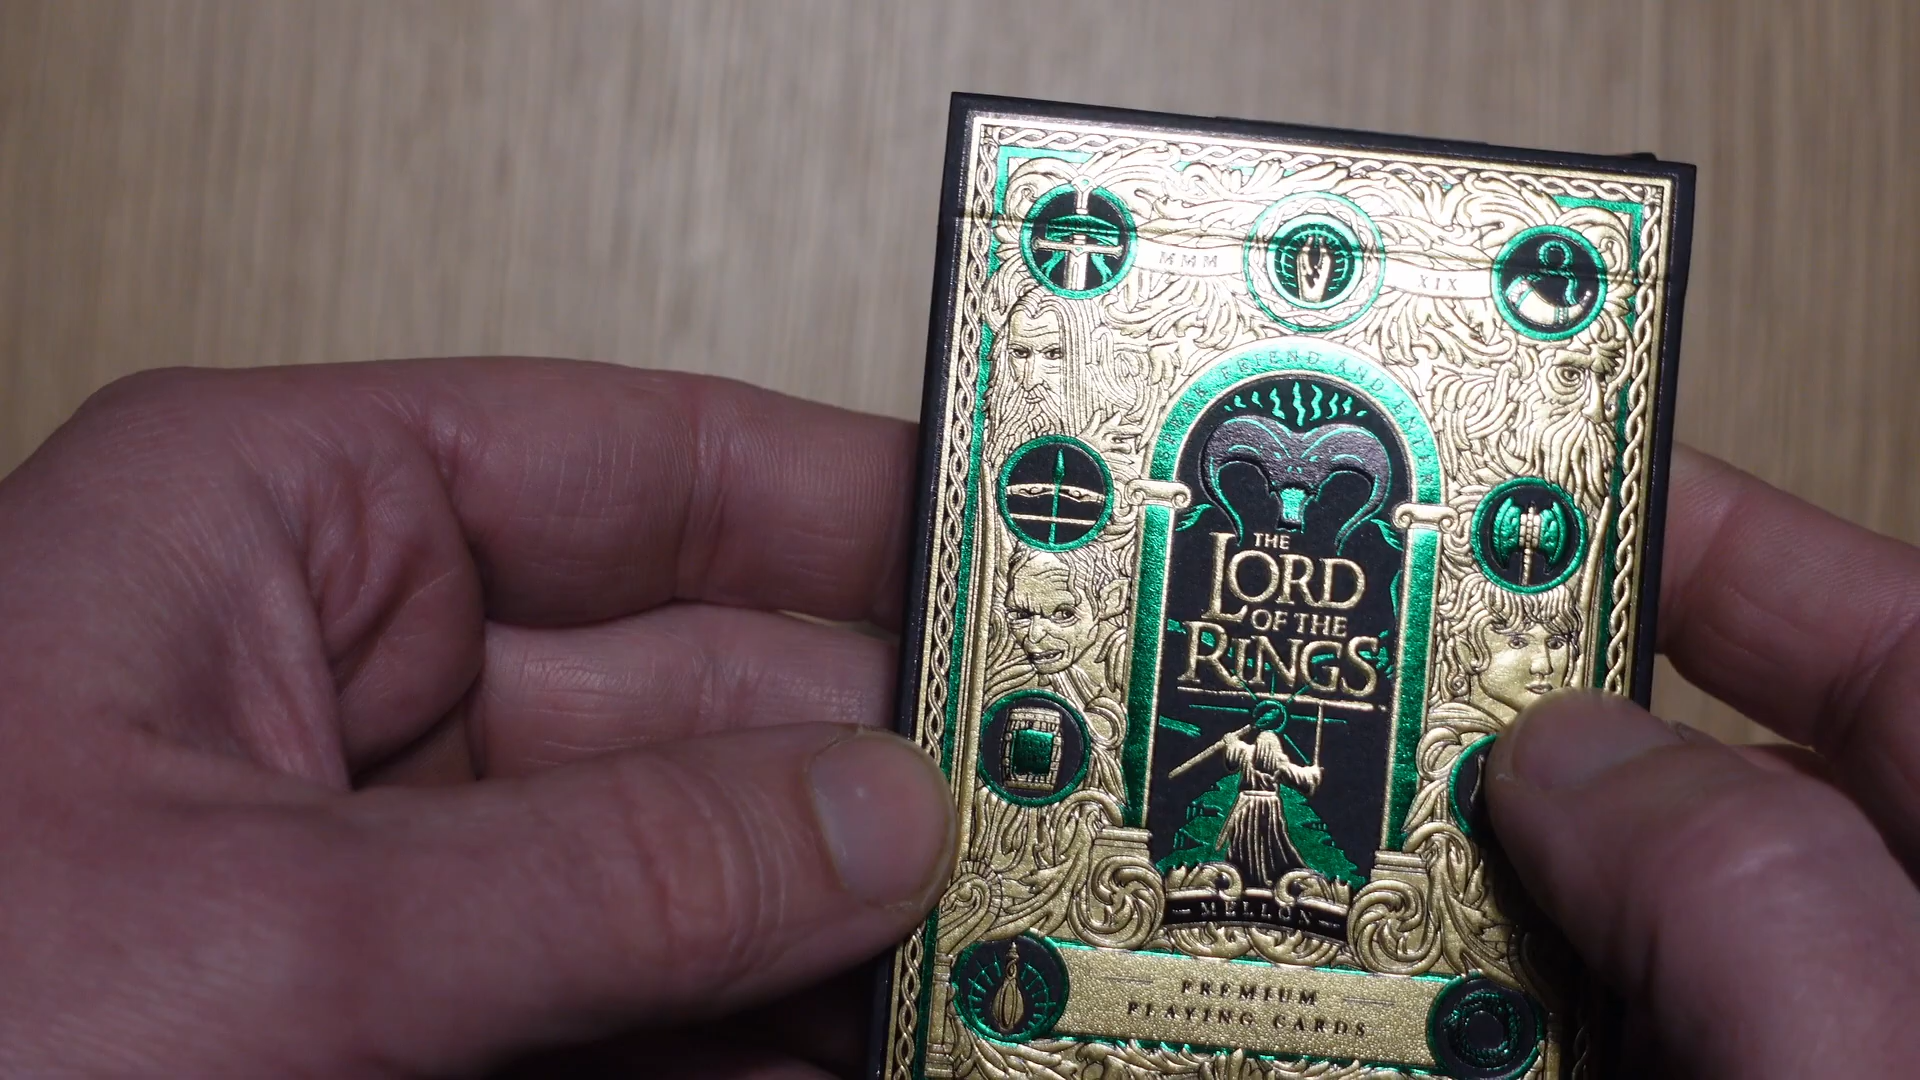 MMM
XIX
SPEAK FRIEND AND ENTER
THE
LORD
OF THE
RINGS
MELLON
PREMIUM
PLAYING CARDS